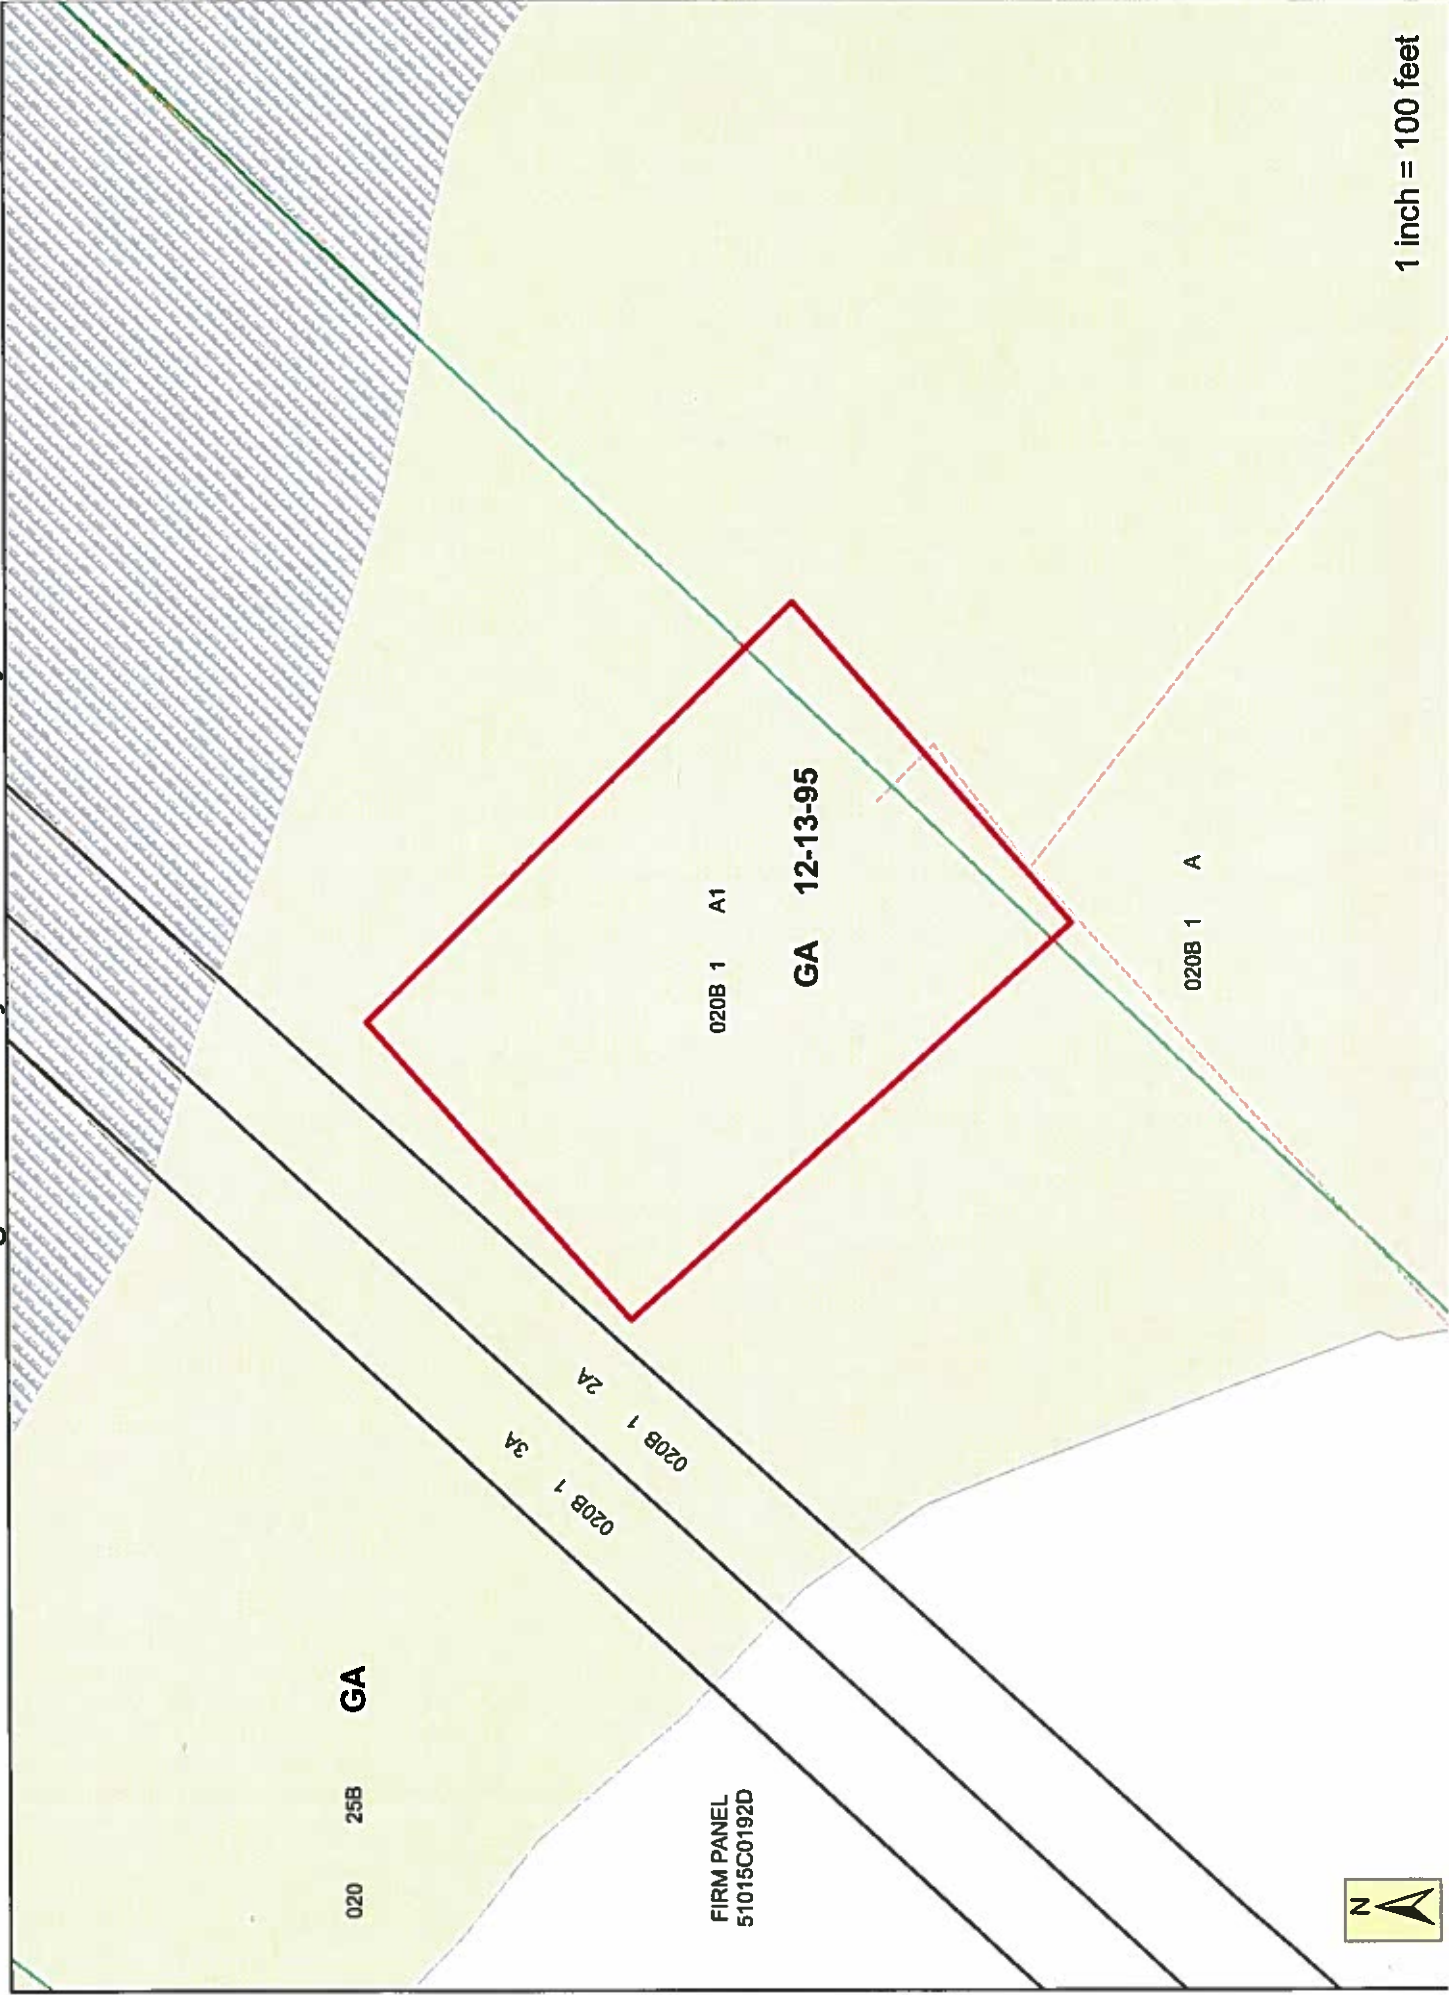 020 25B GA
020B 1 3A
020B 1 2A
020B 1 A1
GA 12-13-95
FIRM PANEL
51015C0192D
020B 1 A
N
1 inch = 100 feet